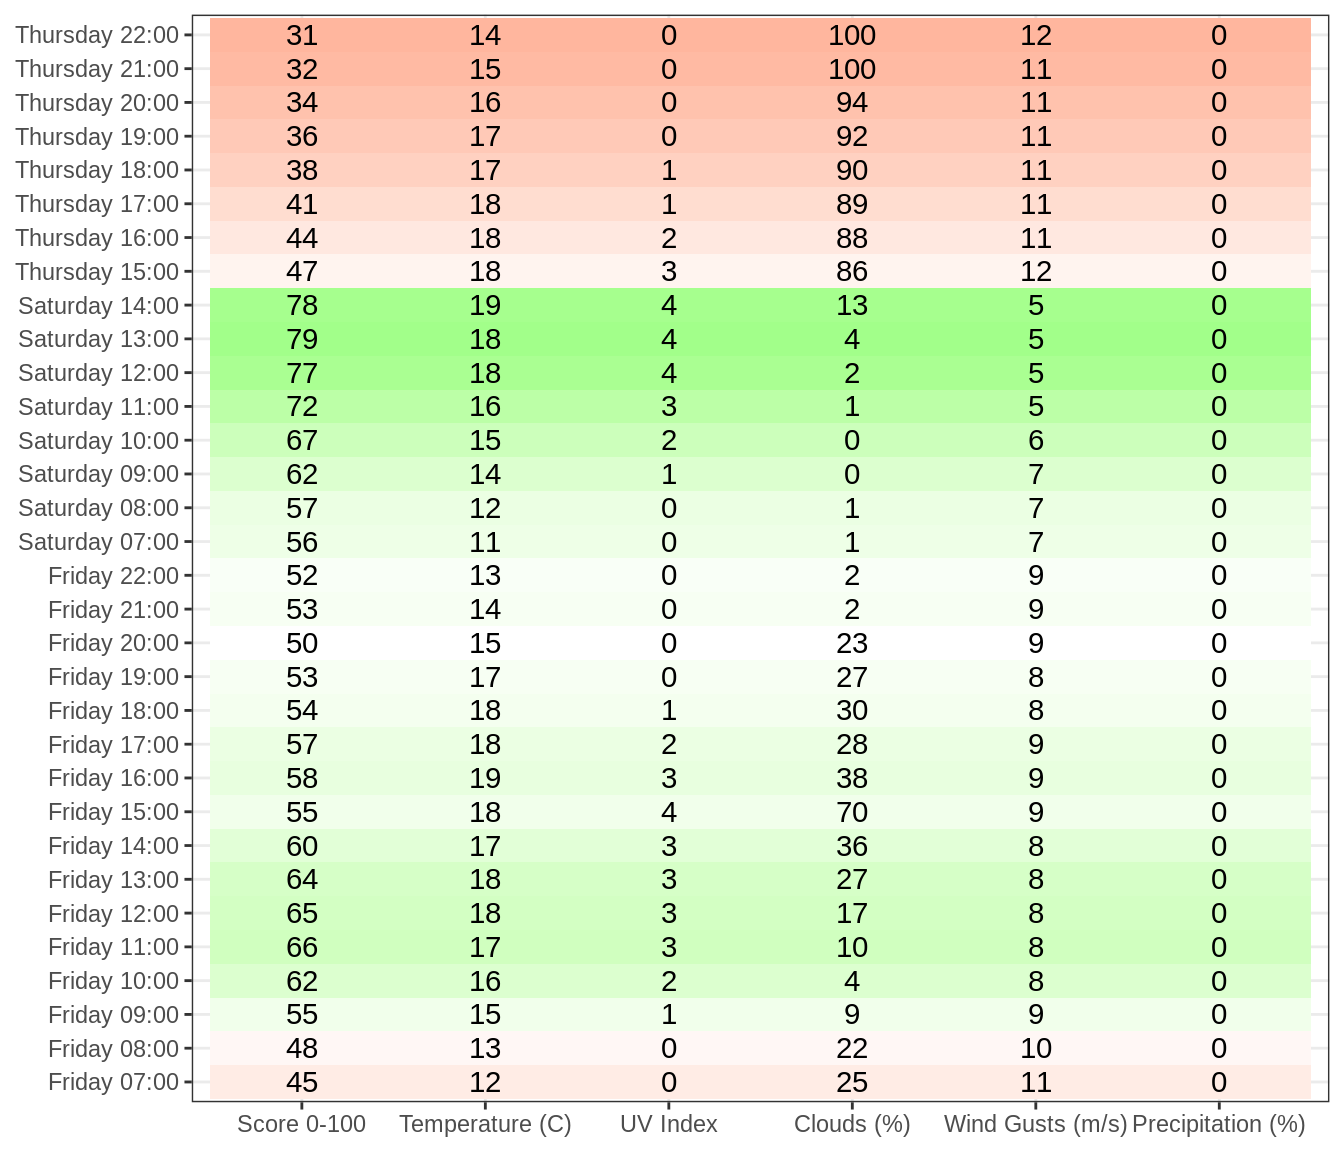 Thursday 22:00 31 14 0 100 12 0
Thursday 21:00 32 15 0 100 11 0
Thursday 20:00 34 16 0 94 11 0
Thursday 19:00 36 17 0 92 11 0
Thursday 18:00 38 17 1 90 11 0
Thursday 17:00 41 18 1 89 11 0
Thursday 16:00 44 18 2 88 11 0
Thursday 15:00 47 18 3 86 12 0
Saturday 14:00 78 19 4 13 5 0
Saturday 13:00 79 18 4 4 5 0
Saturday 12:00 77 18 4 2 5 0
Saturday 11:00 72 16 3 1 5 0
Saturday 10:00 67 15 2 0 6 0
Saturday 09:00 62 14 1 0 7 0
Saturday 08:00 57 12 0 1 7 0
Saturday 07:00 56 11 0 1 7 0
Friday 22:00 52 13 0 2 9 0
Friday 21:00 53 14 0 2 9 0
Friday 20:00 50 15 0 23 9 0
Friday 19:00 53 17 0 27 8 0
Friday 18:00 54 18 1 30 8 0
Friday 17:00 57 18 2 28 9 0
Friday 16:00 58 19 3 38 9 0
Friday 15:00 55 18 4 70 9 0
Friday 14:00 60 17 3 36 8 0
Friday 13:00 64 18 3 27 8 0
Friday 12:00 65 18 3 17 8 0
Friday 11:00 66 17 3 10 8 0
Friday 10:00 62 16 2 4 8 0
Friday 09:00 55 15 1 9 9 0
Friday 08:00 48 13 0 22 10 0
Friday 07:00 45 12 0 25 11 0
Score 0-100 Temperature (C) UV Index Clouds (%) Wind Gusts (m/s) Precipitation (%)